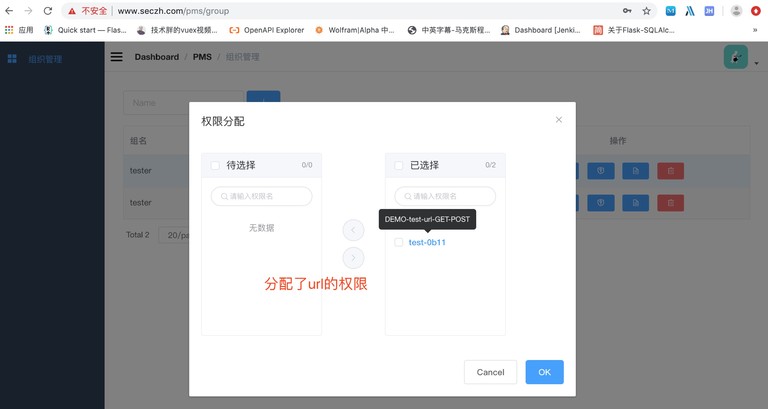 不安全 | www.seczh.com/pms/group
应用 Quick start — Flas... 技术胖的vuex视频... OpenAPI Explorer Wolfram|Alpha 中... 中英字幕-马克斯程... Dashboard [Jenki... 关于Flask-SQLAlc... »
组织管理 Dashboard / PMS / 组织管理
Name
权限分配
组名 操作
待选择 0/0 已选择 0/2
tester
请输入权限名 请输入权限名
tester
DEMO-test-url-GET-POST
无数据
Total 2 20/pa
test-0b11
分配了url的权限
Cancel OK